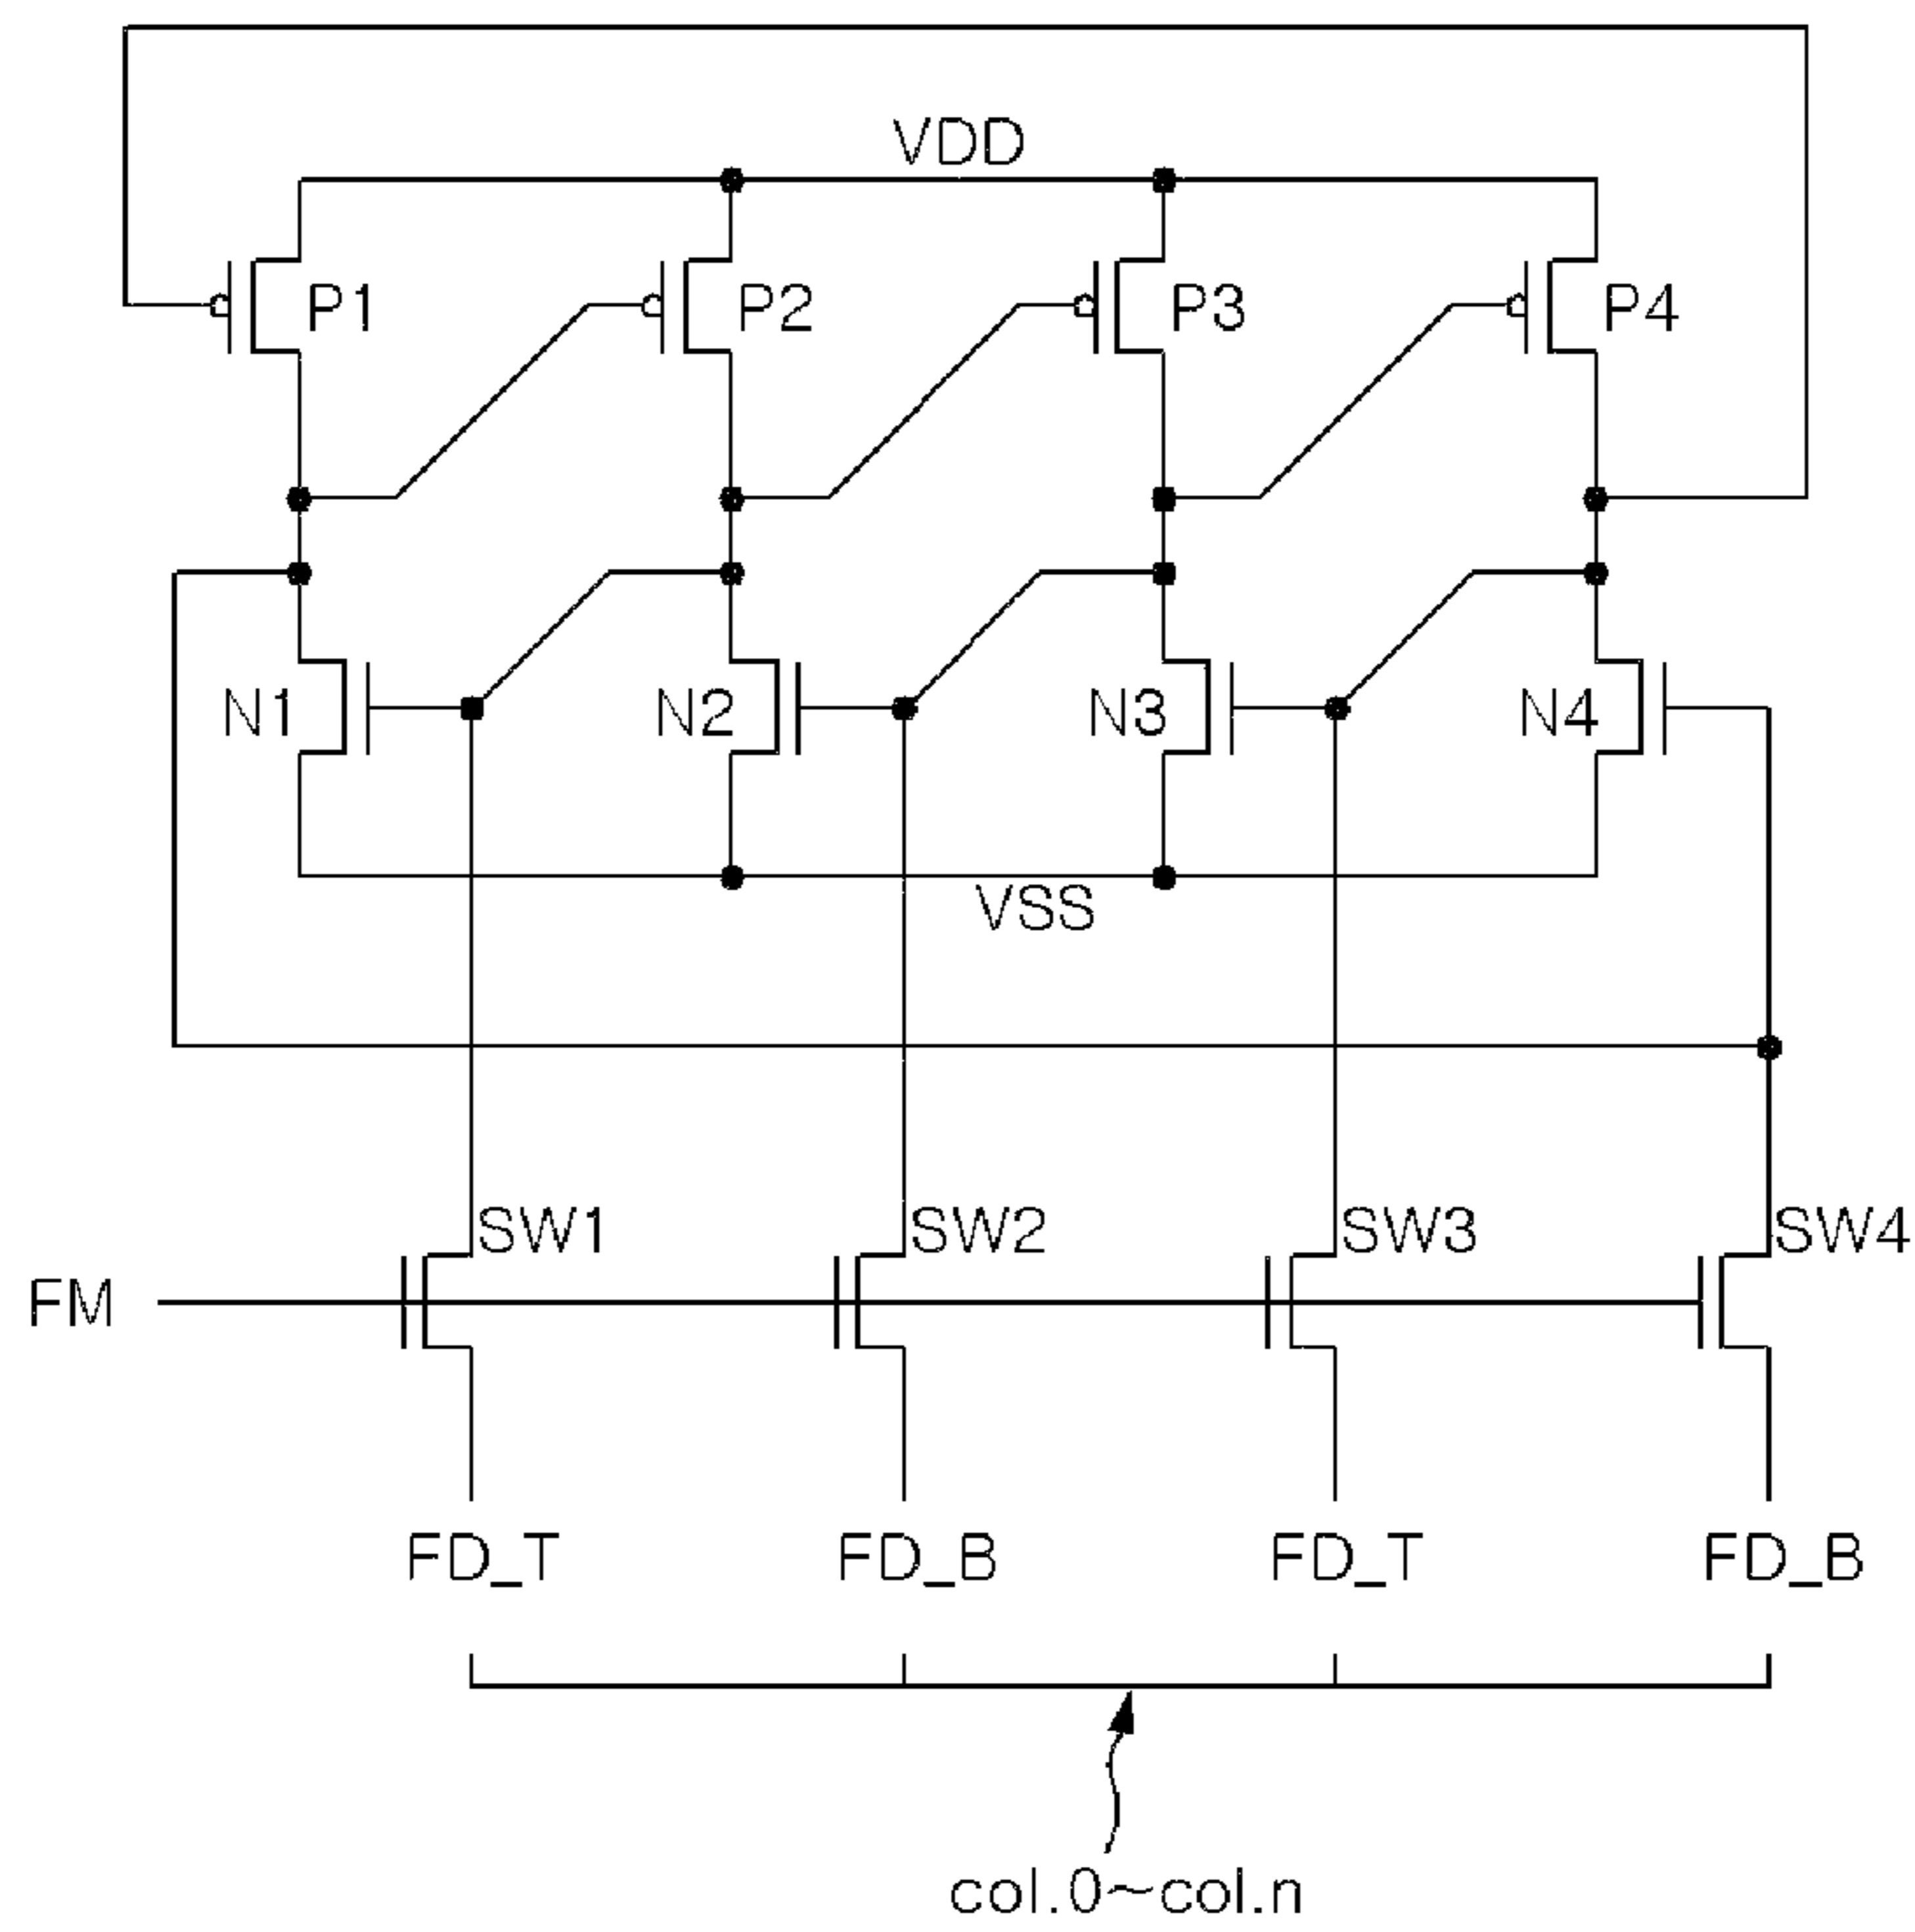 VDD
P1 P2 P3 P4
N1 N2 N3 N4
VSS
SW1 SW2 SW3 SW4
FM
FD_T FD_B FD_T FD_B
col.0~col.n